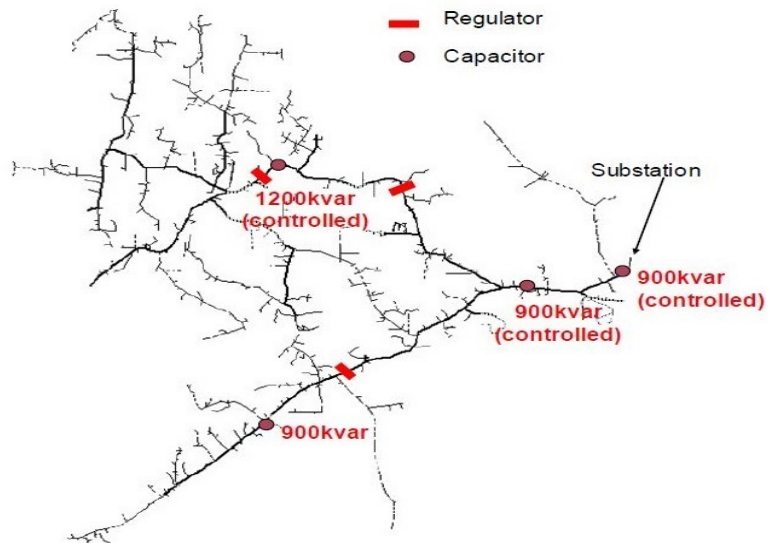 Regulator
Capacitor
Substation
1200kvar
(controlled)
900kvar
(controlled)
900kvar
(controlled)
900kvar